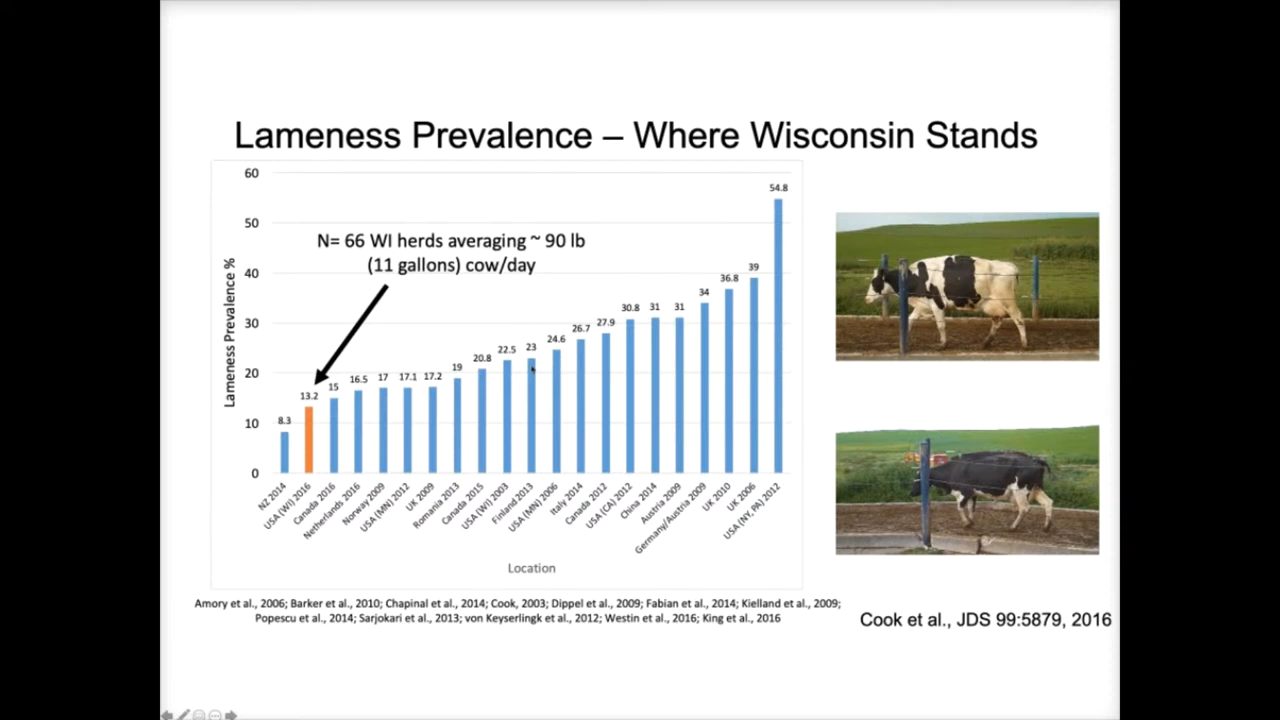 Lameness Prevalence – Where Wisconsin Stands
60
50
40
30
20
10
0
Lameness Prevalence %
N= 66 WI herds averaging ~ 90 lb
(11 gallons) cow/day
8.3
13.2
15
16.5
17
17.1
17.2
19
20.8
22.5
23
24.6
26.7
27.9
30.8
31
31
34
36.8
39
54.8
NZ 2014
USA (WI) 2016
Canada 2016
Netherlands 2016
Norway 2009
USA (MN) 2012
UK 2009
Romania 2013
Canada 2015
USA (WI) 2003
Finland 2013
USA (MN) 2006
Italy 2014
Canada 2012
USA (CA) 2012
China 2014
Austria 2009
Germany/Austria 2009
UK 2010
UK 2006
USA (NY, PA) 2012
Location
Amory et al., 2006; Barker et al., 2010; Chapinal et al., 2014; Cook, 2003; Dippel et al., 2009; Fabian et al., 2014; Kielland et al., 2009;
Popescu et al., 2014; Sarjokari et al., 2013; von Keyserlingk et al., 2012; Westin et al., 2016; King et al., 2016
Cook et al., JDS 99:5879, 2016